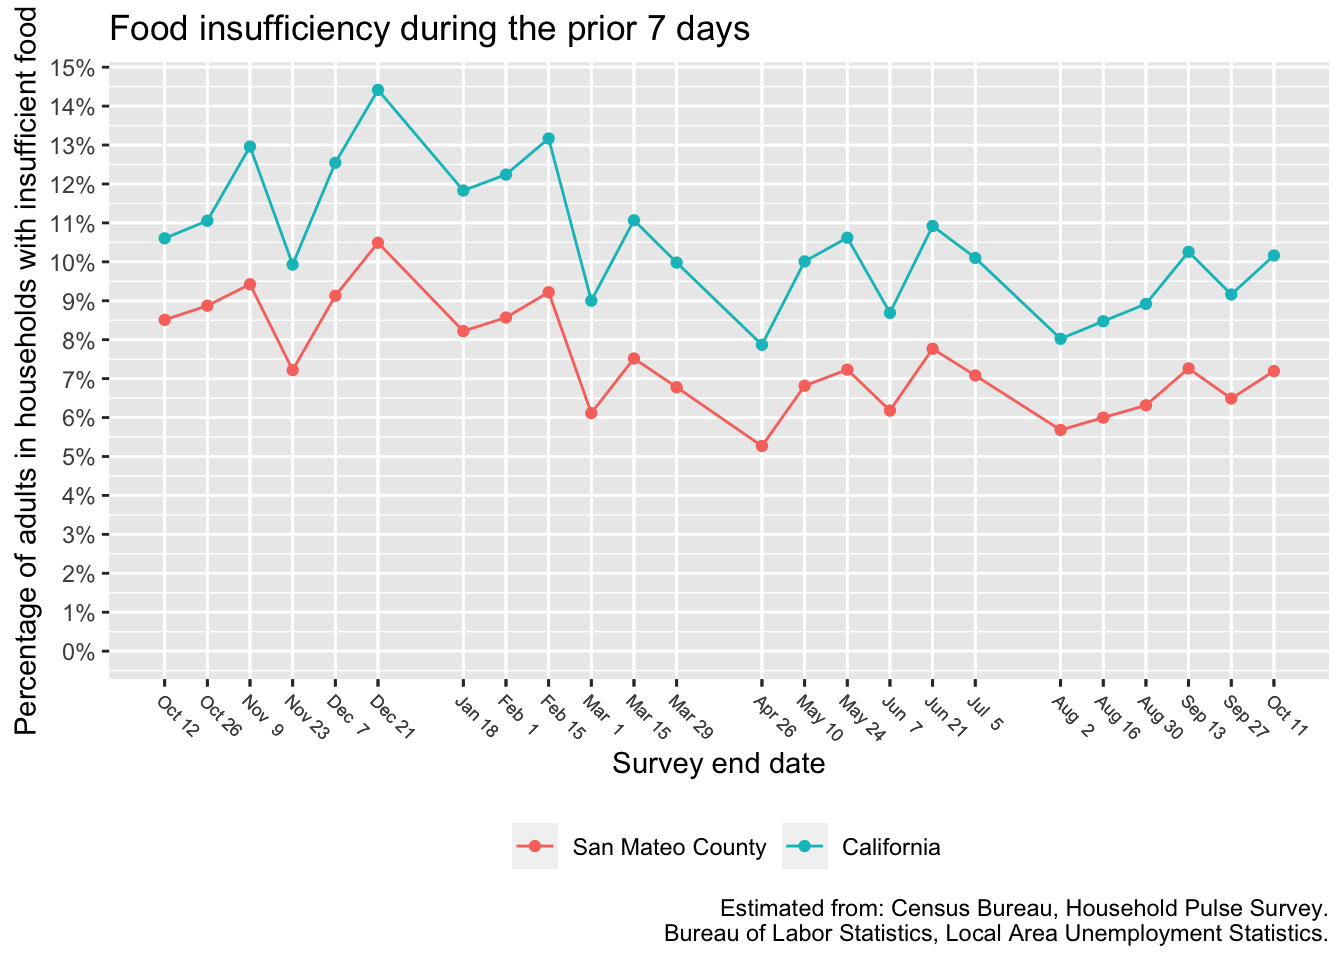 Food insufficiency during the prior 7 days
Percentage of adults in households with insufficient food
15%
14%
13%
12%
11%
10%
9%
8%
7%
6%
5%
4%
3%
2%
1%
0%
Oct 12
Oct 26
Nov 9
Nov 23
Dec 7
Dec 21
Jan 18
Feb 1
Feb 15
Mar 1
Mar 15
Mar 29
Apr 26
May 10
May 24
Jun 7
Jun 21
Jul 5
Aug 2
Aug 16
Aug 30
Sep 13
Sep 27
Oct 11
Survey end date
San Mateo County
California
Estimated from: Census Bureau, Household Pulse Survey.
Bureau of Labor Statistics, Local Area Unemployment Statistics.